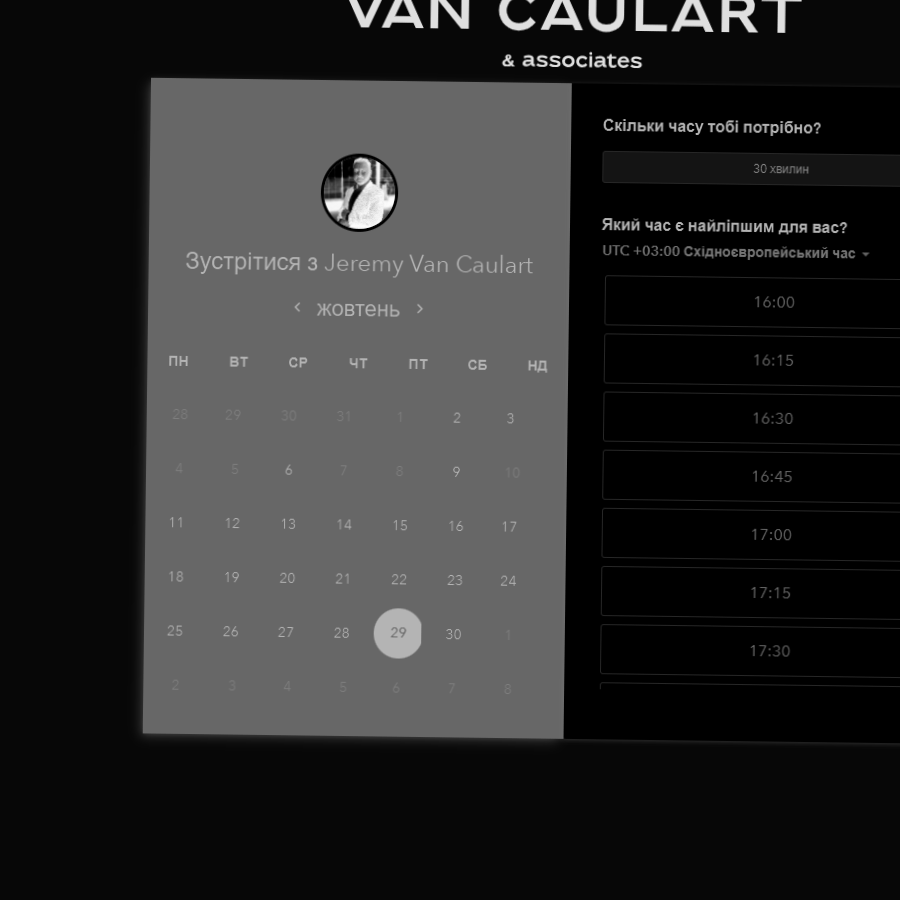 VAN CAULART
& associates
Зустрітися з Jeremy Van Caulart
жовтень
ПН ВТ СР ЧТ ПТ СБ НД
28 29 30 31 1 2 3
4 5 6 7 8 9 10
11 12 13 14 15 16 17
18 19 20 21 22 23 24
25 26 27 28 29 30 1
2 3 4 5 6 7 8
Скільки часу тобі потрібно?
30 хвилин
Який час є найліпшим для вас?
UTC +03:00 Східноєвропейський час
16:00
16:15
16:30
16:45
17:00
17:15
17:30